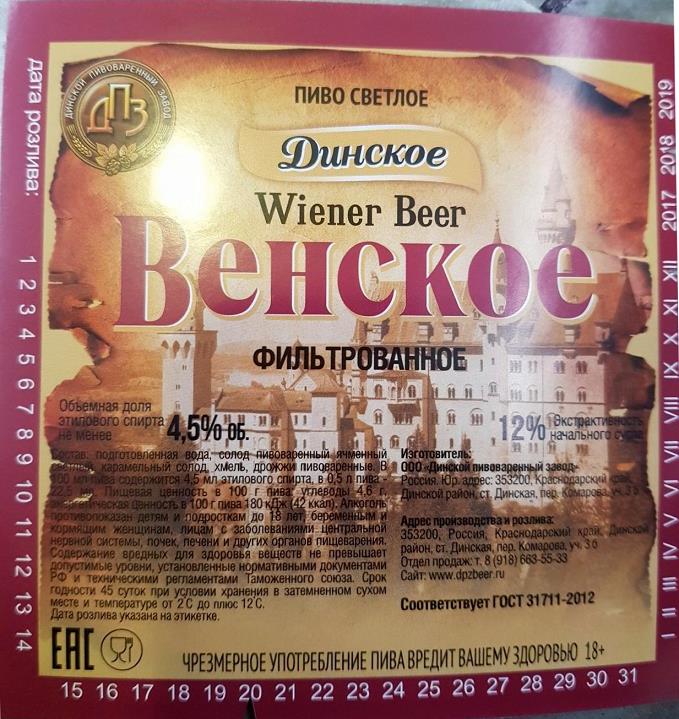 ДИНСКОЙ ПИВОВАРЕННЫЙ ЗАВОД
ДПЗ
ПИВО СВЕТЛОЕ
Динское
Wiener Beer
Венское
ФИЛЬТРОВАННОЕ
Объемная доля
этилового спирта
не менее
4,5% ОБ.
12%
Экстрактивность
начального сусла
Состав: подготовленная вода, солод пивоваренный ячменный
светлый, карамельный солод, хмель, дрожжи пивоваренные. В
100 мл пива содержится 4,5 мл этилового спирта, в 0,5 л пива -
22,5 мл. Пищевая ценность в 100 г пива: углеводы 4,6 г,
энергетическая ценность в 100 г пива 180 кДж (42 ккал). Алкоголь
противопоказан детям и подросткам до 18 лет, беременным и
кормящим женщинам, лицам с заболеваниями центральной
нервной системы, почек, печени и других органов пищеварения.
Содержание вредных для здоровья веществ не превышает
допустимые уровни, установленные нормативными документами
РФ и техническими регламентами Таможенного союза. Срок
годности 45 суток при условии хранения в затемненном сухом
месте и температуре от 2 С до плюс 12 С.
Дата розлива указана на этикетке.
Изготовитель:
ООО «Динской пивоваренный завод»
Россия. Юр. адрес: 353200, Краснодарский край,
Динской район, ст. Динская, пер. Комарова, уч. 3 б
Адрес производства и розлива:
353200, Россия, Краснодарский край, Динской
район, ст. Динская, пер. Комарова, уч. 3 б
Отдел продаж: т. 8 (918) 663-55-33
Сайт: www.dpzbeer.ru
Соответствует ГОСТ 31711-2012
ЕАС
ЧРЕЗМЕРНОЕ УПОТРЕБЛЕНИЕ ПИВА ВРЕДИТ ВАШЕМУ ЗДОРОВЬЮ 18+
дата розлива:
1 2 3 4 5 6 7 8 9 10 11 12 13 14
15 16 17 18 19 20 21 22 23 24 25 26 27 28 29 30 31
I II III IV V VI VII VIII IX X XI XII 2017 2018 2019